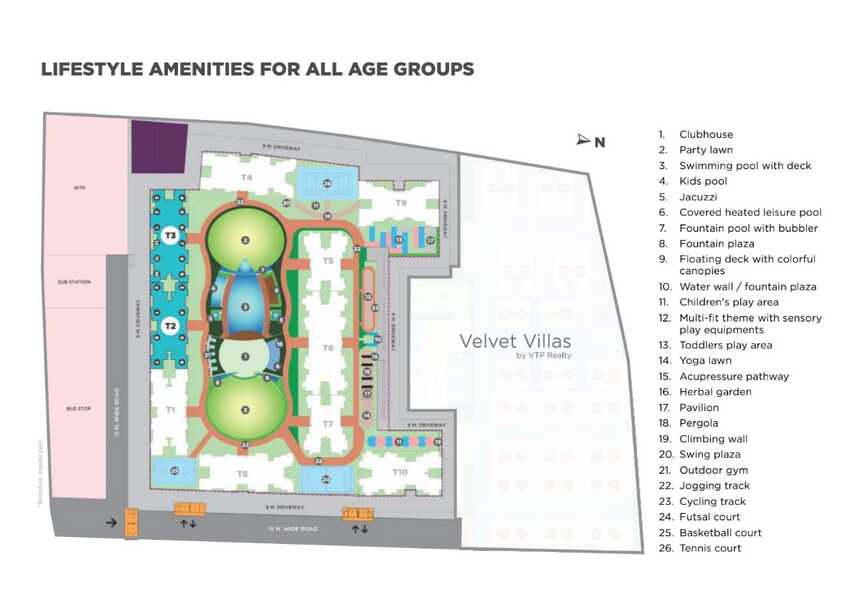 LIFESTYLE AMENITIES FOR ALL AGE GROUPS
N
9 M. DRIVEWAY
WTP
SUB STATION
BUS STOP
12 M. WIDE ROAD
9 M. DRIVEWAY
T4
T9
T3
T5
T2
T6
T1
T7
T8
T10
6 M. DRIVEWAY
6 M. DRIVEWAY
15 M. WIDE ROAD
Velvet Villas
by VTP Realty
*Tentative master plan
1. Clubhouse
2. Party lawn
3. Swimming pool with deck
4. Kids pool
5. Jacuzzi
6. Covered heated leisure pool
7. Fountain pool with bubbler
8. Fountain plaza
9. Floating deck with colorful
canopies
10. Water wall / fountain plaza
11. Children's play area
12. Multi-fit theme with sensory
play equipments
13. Toddlers play area
14. Yoga lawn
15. Acupressure pathway
16. Herbal garden
17. Pavilion
18. Pergola
19. Climbing wall
20. Swing plaza
21. Outdoor gym
22. Jogging track
23. Cycling track
24. Futsal court
25. Basketball court
26. Tennis court